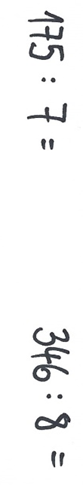 175 : 7 =
346 : 8 =